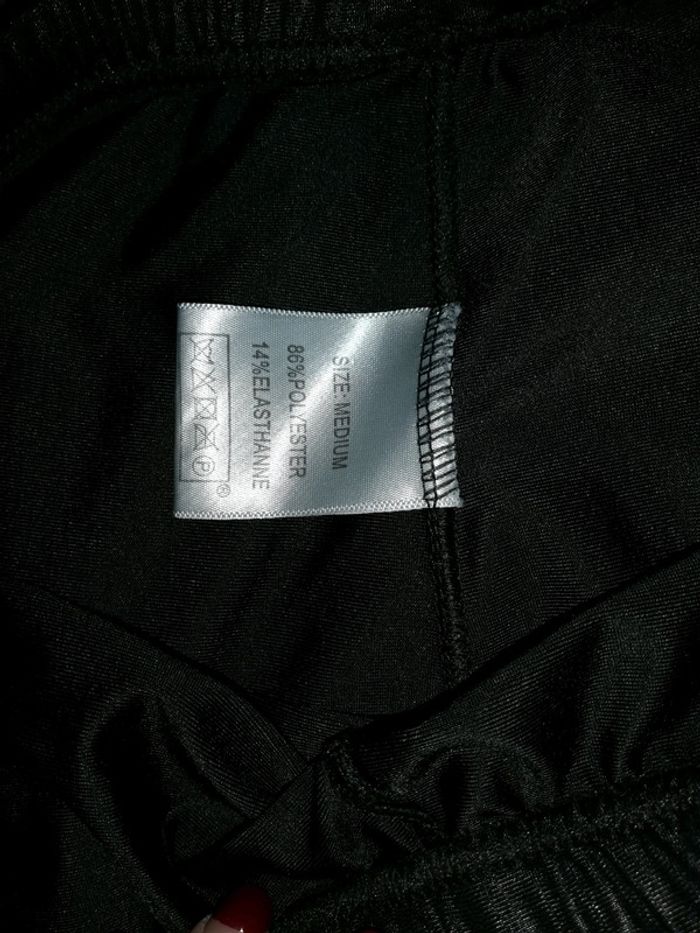 SIZE: MEDIUM
86%POLYESTER
14%ELASTHANNE
P
®